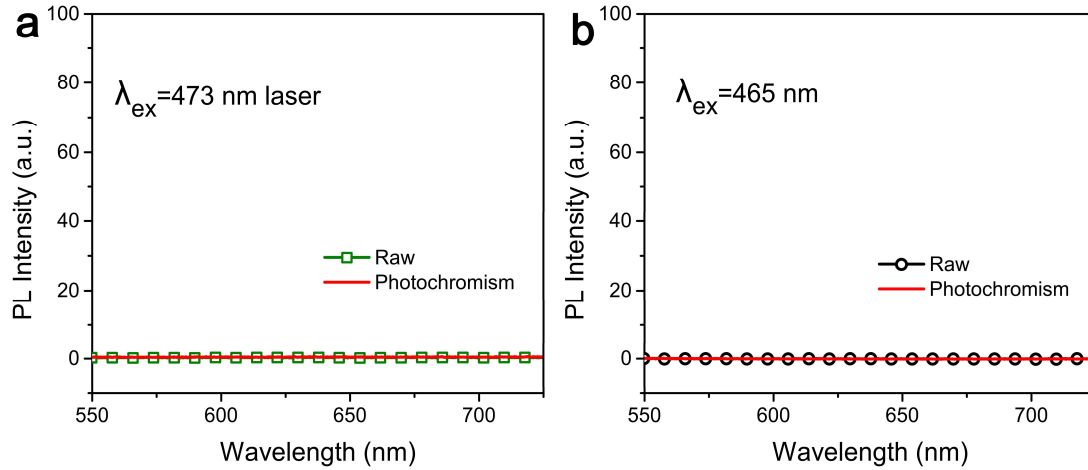 a
100
80
60
40
20
0
PL Intensity (a.u.)
λex=473 nm laser
Raw
Photochromism
550
600
650
700
Wavelength (nm)
b
100
80
60
40
20
0
PL Intensity (a.u.)
λex=465 nm
Raw
Photochromism
550
600
650
700
Wavelength (nm)